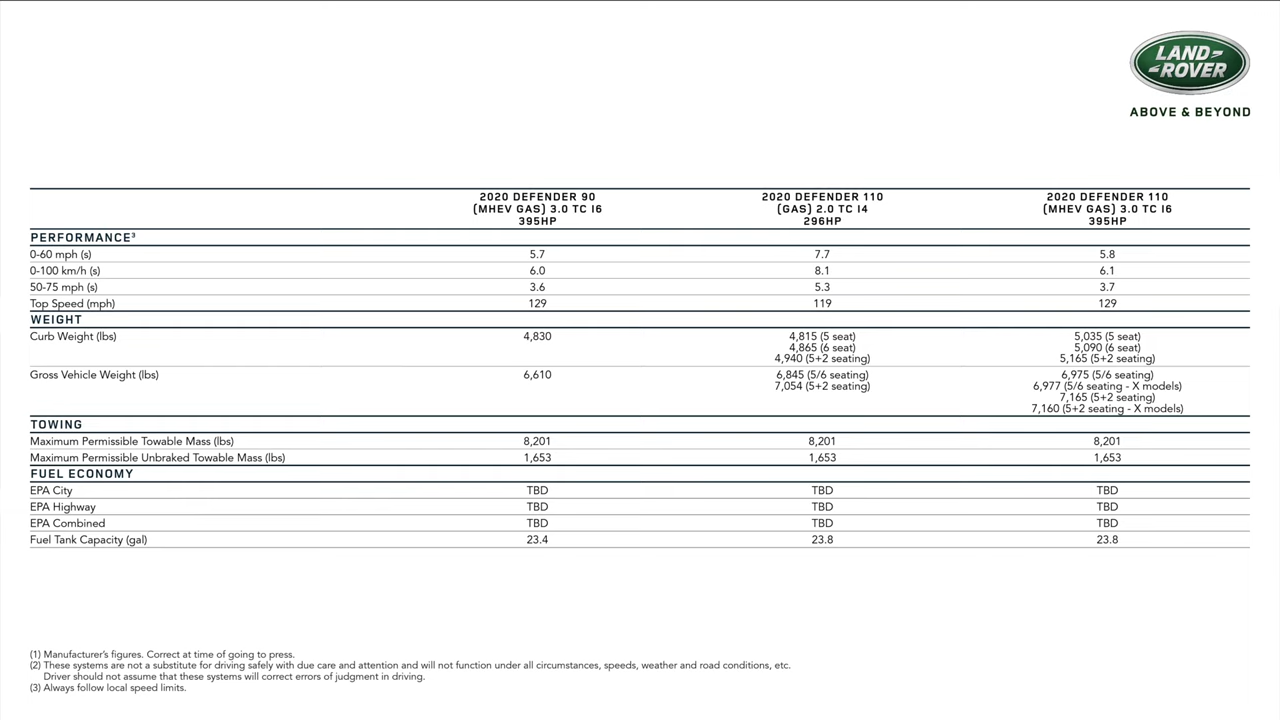 LAND-
-ROVER
ABOVE & BEYOND
2020 DEFENDER 90 2020 DEFENDER 110 2020 DEFENDER 110
(MHEV GAS) 3.0 TC I6 (GAS) 2.0 TC I4 (MHEV GAS) 3.0 TC I6
395HP 296HP 395HP
PERFORMANCE³
0-60 mph (s) 5.7 7.7 5.8
0-100 km/h (s) 6.0 8.1 6.1
50-75 mph (s) 3.6 5.3 3.7
Top Speed (mph) 129 119 129
WEIGHT
Curb Weight (lbs) 4,830 4,815 (5 seat) 5,035 (5 seat)
4,865 (6 seat) 5,090 (6 seat)
4,940 (5+2 seating) 5,165 (5+2 seating)
Gross Vehicle Weight (lbs) 6,610 6,845 (5/6 seating) 6,975 (5/6 seating)
7,054 (5+2 seating) 6,977 (5/6 seating - X models)
7,165 (5+2 seating)
7,160 (5+2 seating - X models)
TOWING
Maximum Permissible Towable Mass (lbs) 8,201 8,201 8,201
Maximum Permissible Unbraked Towable Mass (lbs) 1,653 1,653 1,653
FUEL ECONOMY
EPA City TBD TBD TBD
EPA Highway TBD TBD TBD
EPA Combined TBD TBD TBD
Fuel Tank Capacity (gal) 23.4 23.8 23.8
(1) Manufacturer's figures. Correct at time of going to press.
(2) These systems are not a substitute for driving safely with due care and attention and will not function under all circumstances, speeds, weather and road conditions, etc.
Driver should not assume that these systems will correct errors of judgment in driving.
(3) Always follow local speed limits.